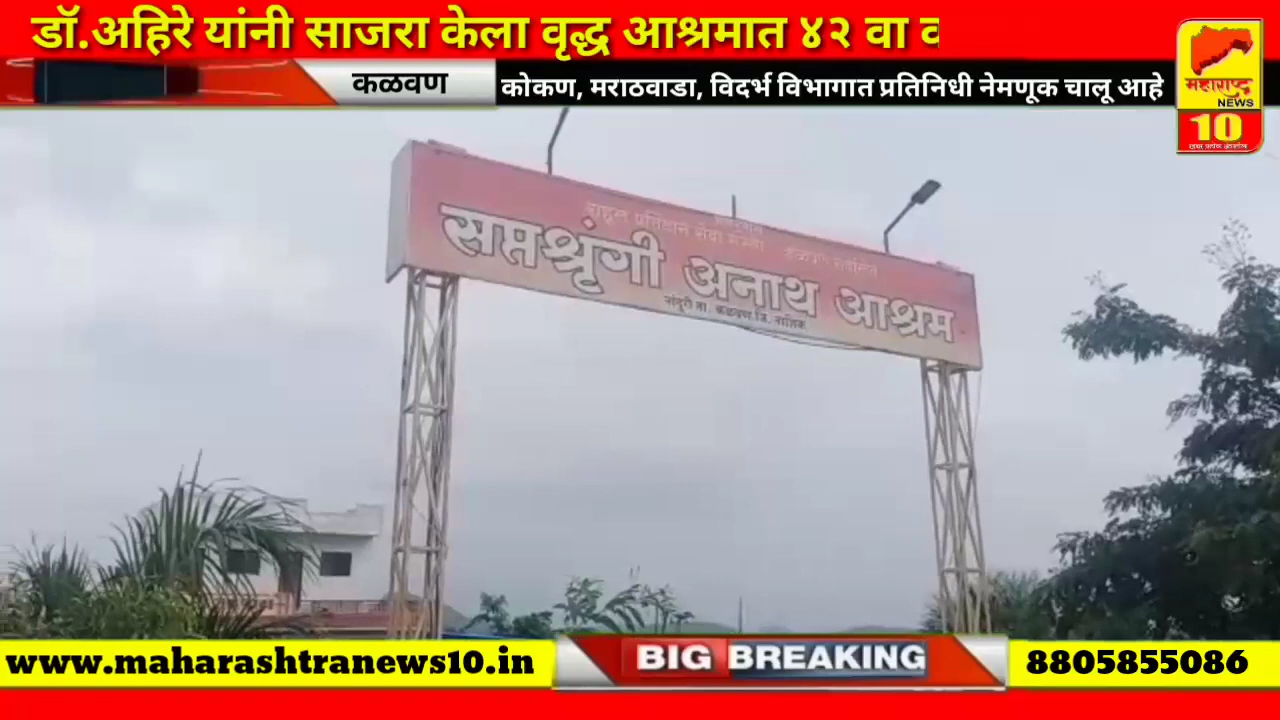 डॉ.अहिरे यांनी साजरा केला वृद्ध आश्रमात ४२ वा
कळवण
कोकण, मराठवाडा, विदर्भ विभागात प्रतिनिधी नेमणूक चालू आहे
महाराष्ट्र
NEWS
10
सप्तश्रृंगी अनाथ आश्रम
नांदुरी ता. कळवण जि. नाशिक
www.maharashtranews10.in
BIG BREAKING
8805855086